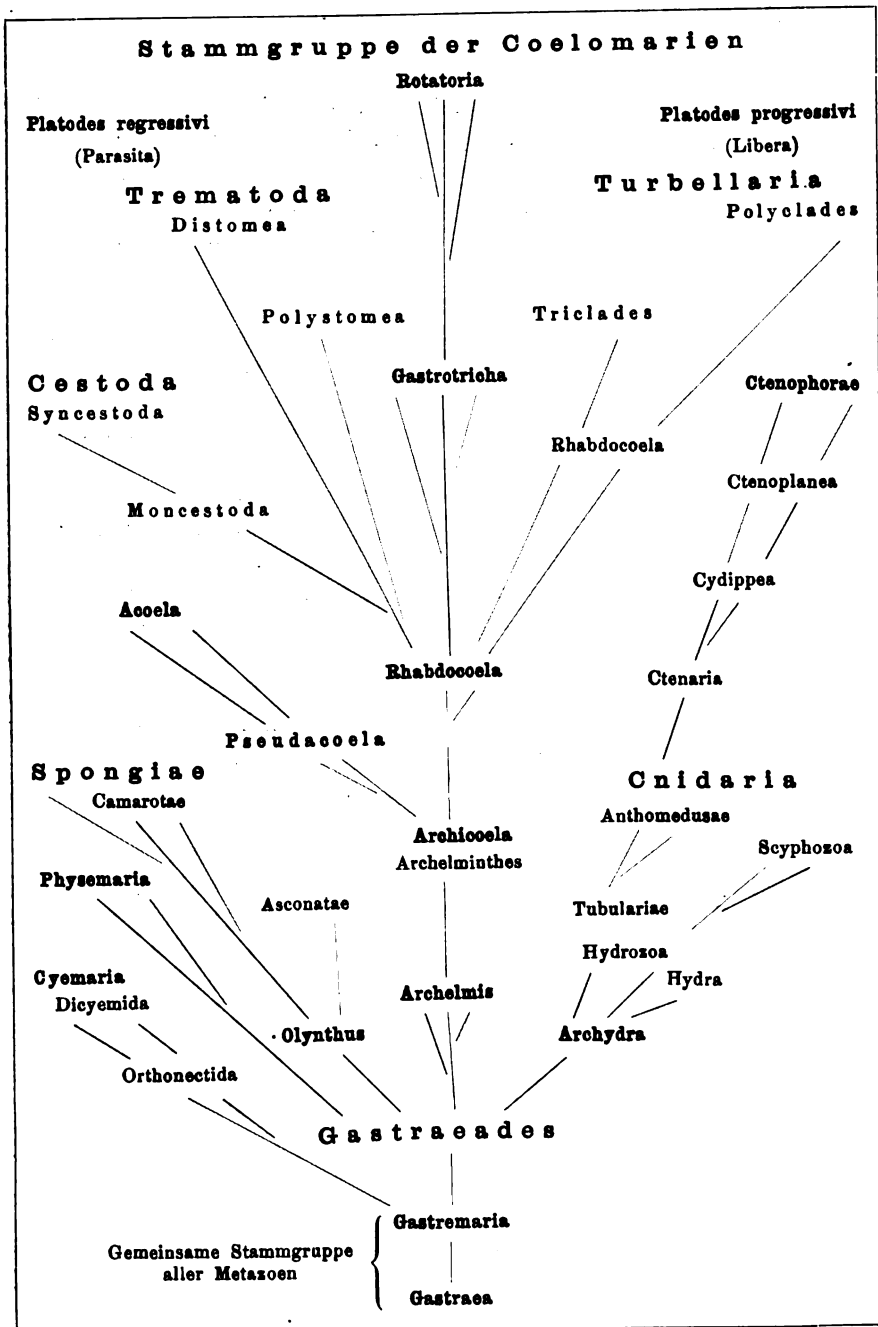 Stammgruppe der Coelomarien
Rotatoria
Platodes regressivi
(Parasita)
Platodes progressivi
(Libera)
Trematoda
Distomea
Turbellaria
Polyclades
Polystomea
Triclades
Gastrotricha
Cestoda
Syncestoda
Ctenophorae
Rhabdocoela
Ctenoplanea
Moncestoda
Cydippea
Acoela
Rhabdocoela
Ctenaria
Pseudacoela
Spongiae
Camarotae
Cnidaria
Anthomedusae
Archicoela
Archelminthes
Scyphozoa
Physemaria
Asconatae
Tubulariae
Hydrozoa
Hydra
Cyemaria
Dicyemida
Archelmis
Olynthus
Archydra
Orthonectida
Gastraeades
Gastremaria
Gemeinsame Stammgruppe
aller Metazoen
Gastraea